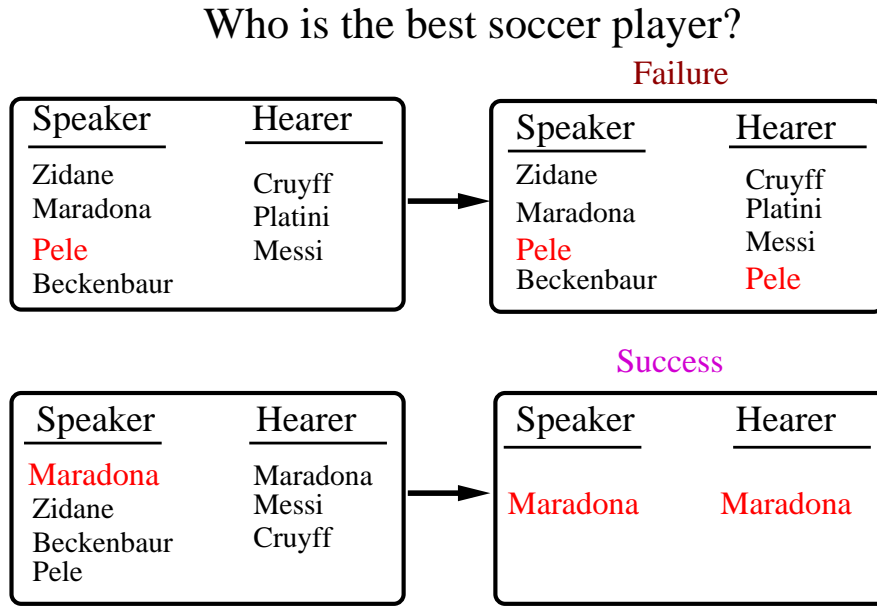 Who is the best soccer player?
Failure
Speaker Hearer
Zidane
Maradona
Pele
Beckenbaur
Cruyff
Platini
Messi
Speaker Hearer
Zidane
Maradona
Pele
Beckenbaur
Cruyff
Platini
Messi
Pele
Success
Speaker Hearer
Maradona
Zidane
Beckenbaur
Pele
Maradona
Messi
Cruyff
Speaker Hearer
Maradona Maradona